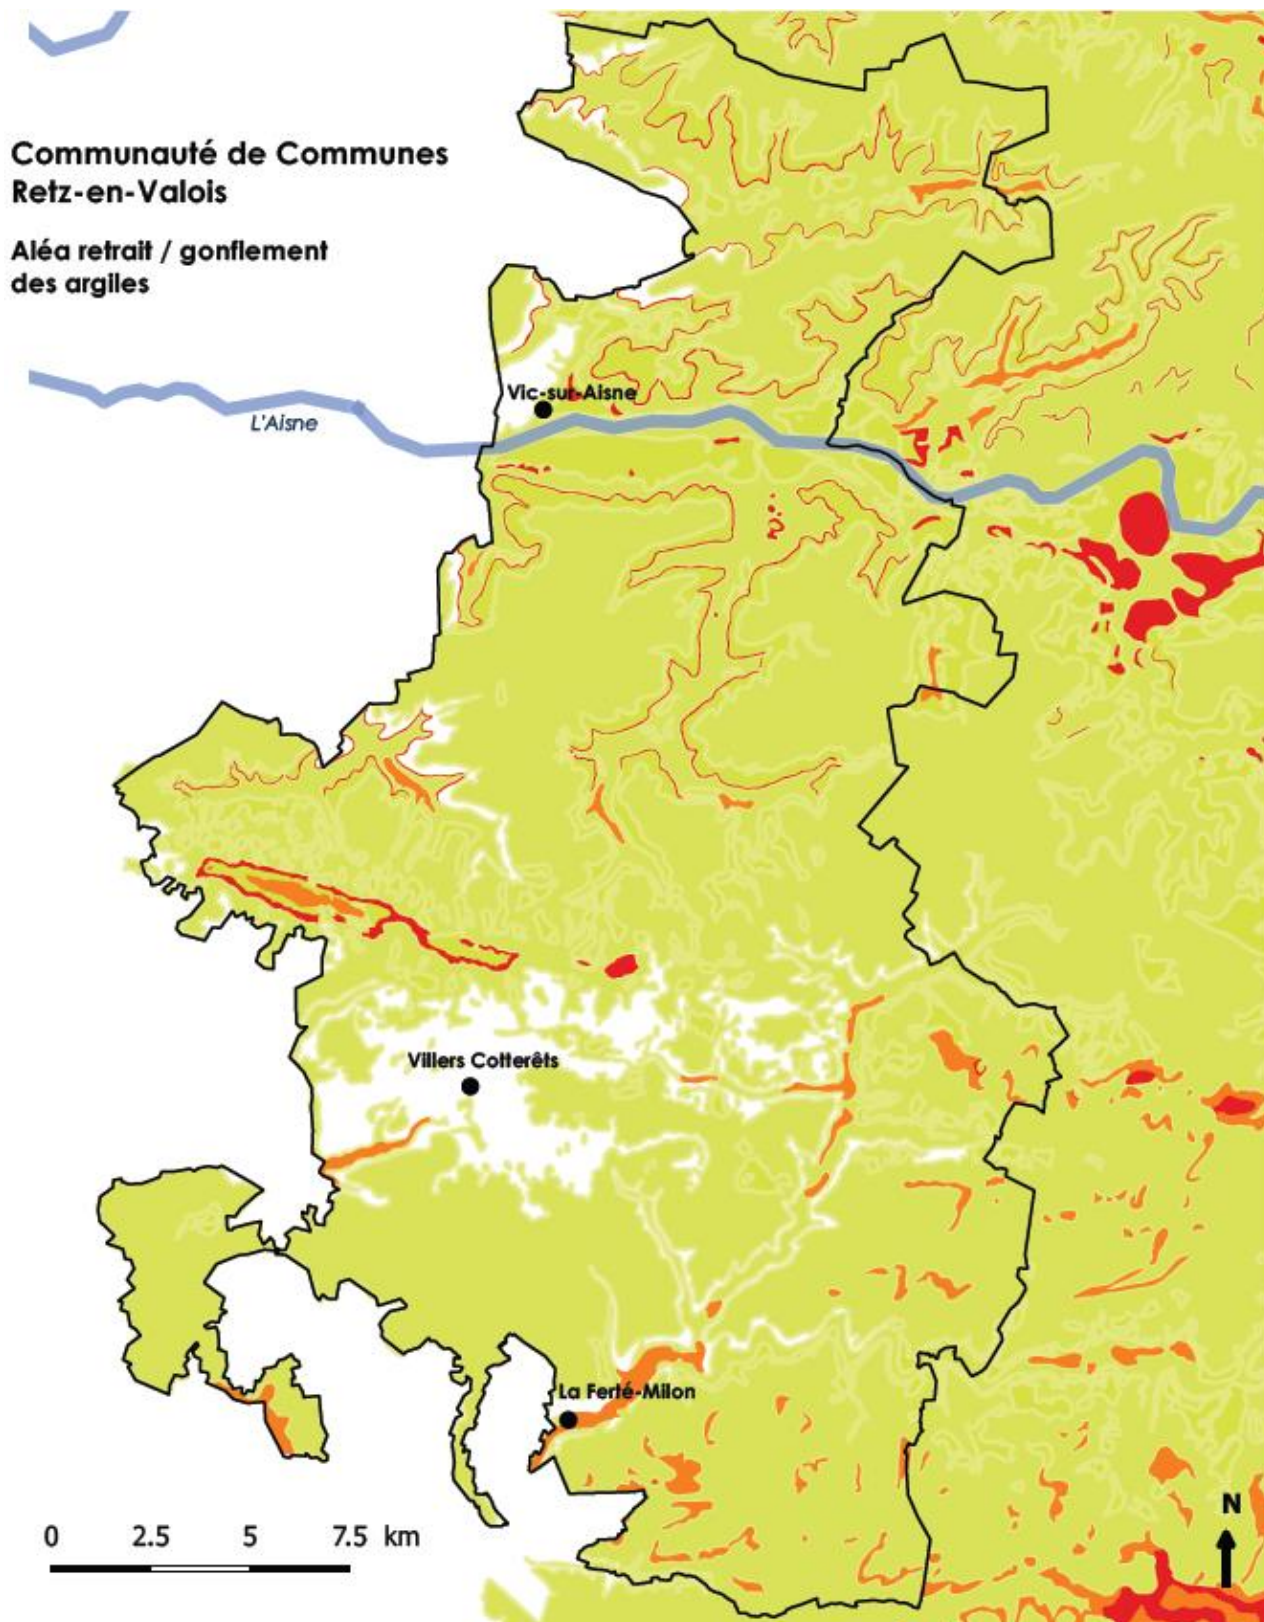 Communauté de Communes
Retz-en-Valois
Aléa retrait / gonflement
des argiles
Vic-sur-Aisne
L'Aisne
Villers Cotterêts
La Ferté-Milon
0 2.5 5 7.5 km
N